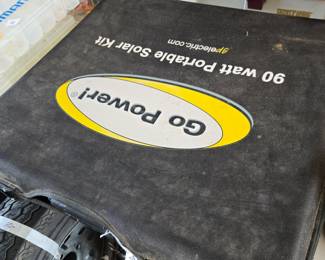 90 watt Portable Solar Kit
gpelectric.com
Go Power!